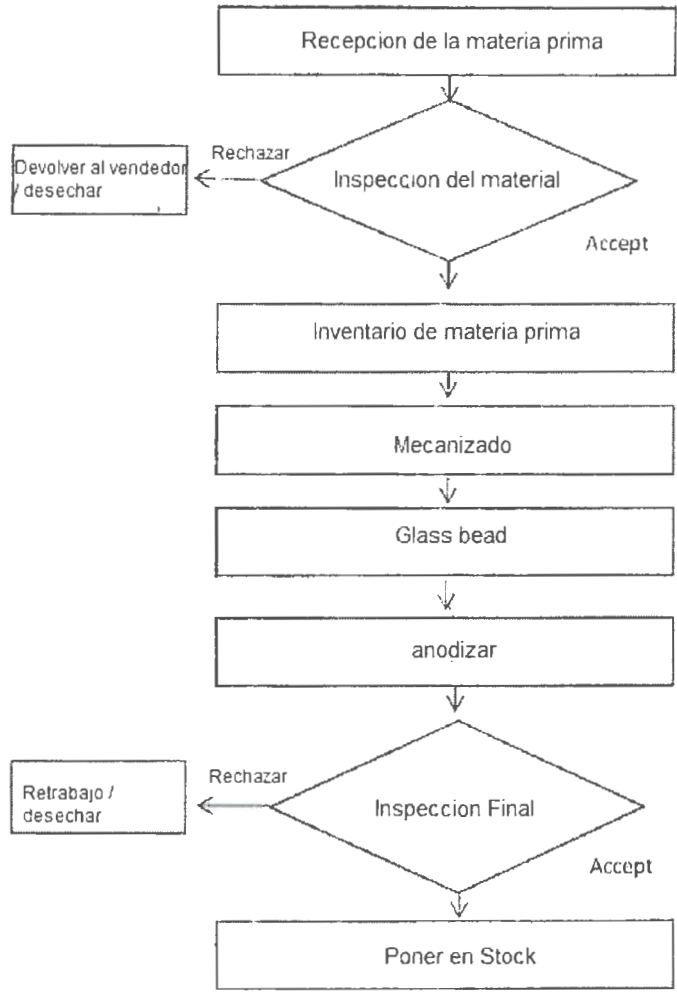 Recepcion de la materia prima
Rechazar
Devolver al vendedor
/ desechar
Inspeccion del material
Accept
Inventario de materia prima
Mecanizado
Glass bead
anodizar
Rechazar
Retrabajo /
desechar
Inspeccion Final
Accept
Poner en Stock